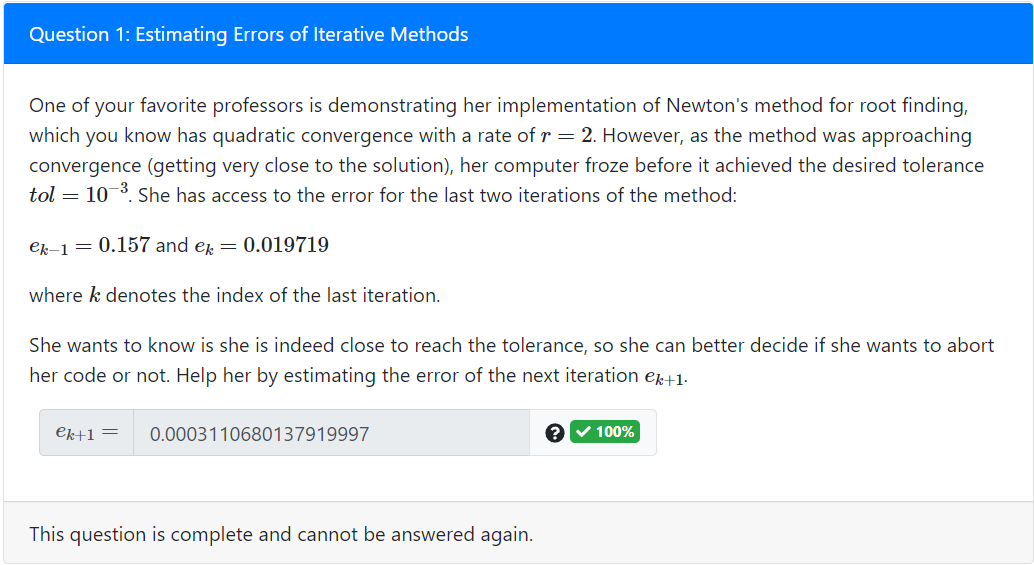 Question 1: Estimating Errors of Iterative Methods
One of your favorite professors is demonstrating her implementation of Newton's method for root finding,
which you know has quadratic convergence with a rate of r = 2. However, as the method was approaching
convergence (getting very close to the solution), her computer froze before it achieved the desired tolerance
tol = 10⁻³. She has access to the error for the last two iterations of the method:
eₖ₋₁ = 0.157 and eₖ = 0.019719
where k denotes the index of the last iteration.
She wants to know is she is indeed close to reach the tolerance, so she can better decide if she wants to abort
her code or not. Help her by estimating the error of the next iteration eₖ₊₁.
eₖ₊₁ = 0.0003110680137919997 ? ✔ 100%
This question is complete and cannot be answered again.